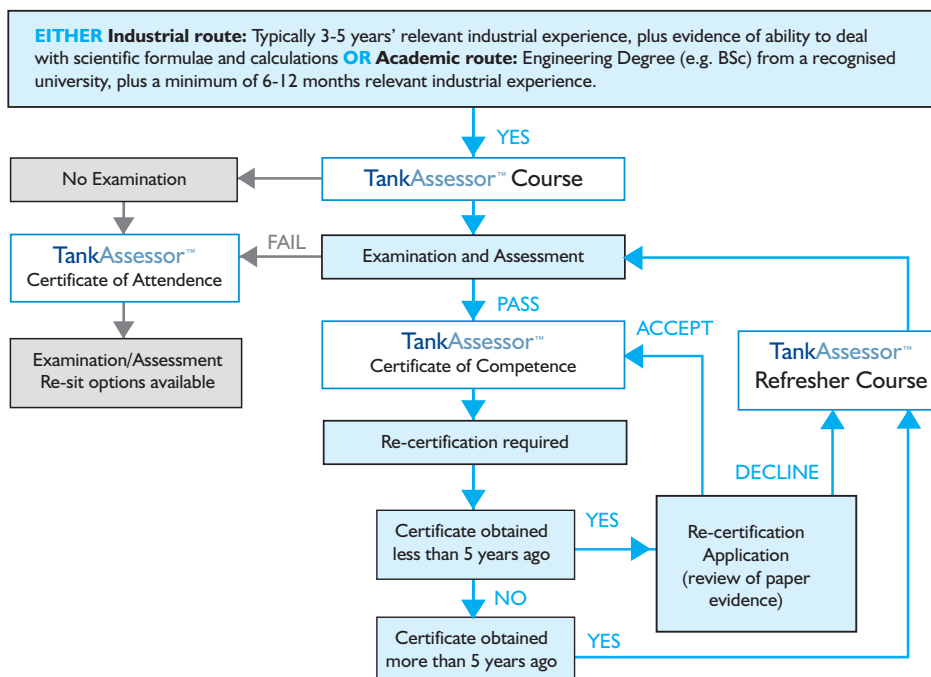 EITHER Industrial route: Typically 3-5 years’ relevant industrial experience, plus evidence of ability to deal
with scientific formulae and calculations OR Academic route: Engineering Degree (e.g. BSc) from a recognised
university, plus a minimum of 6-12 months relevant industrial experience.
YES
No Examination
TankAssessor™ Course
FAIL
TankAssessor™
Certificate of Attendence
Examination and Assessment
PASS
Examination/Assessment
Re-sit options available
TankAssessor™
Certificate of Competence
ACCEPT
TankAssessor™
Refresher Course
Re-certification required
DECLINE
Certificate obtained
less than 5 years ago
YES
Re-certification
Application
(review of paper
evidence)
NO
Certificate obtained
more than 5 years ago
YES